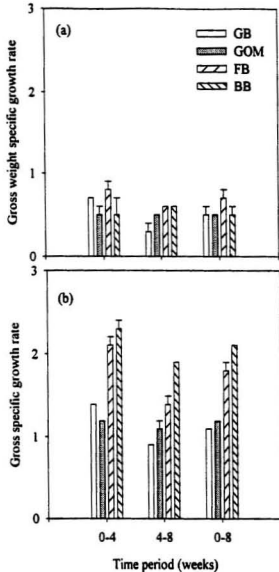 3
(a)
GB
GOM
FB
BB
2
1
0
Gross weight specific growth rate
3
(b)
2
1
0
Gross specific growth rate
0-4
4-8
0-8
Time period (weeks)